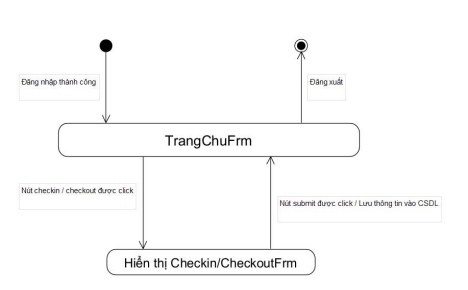 Đăng nhập thành công
Đăng xuất
TrangChuFrm
Nút checkin / checkout được click
Nút submit được click / Lưu thông tin vào CSDL
Hiển thị Checkin/CheckoutFrm